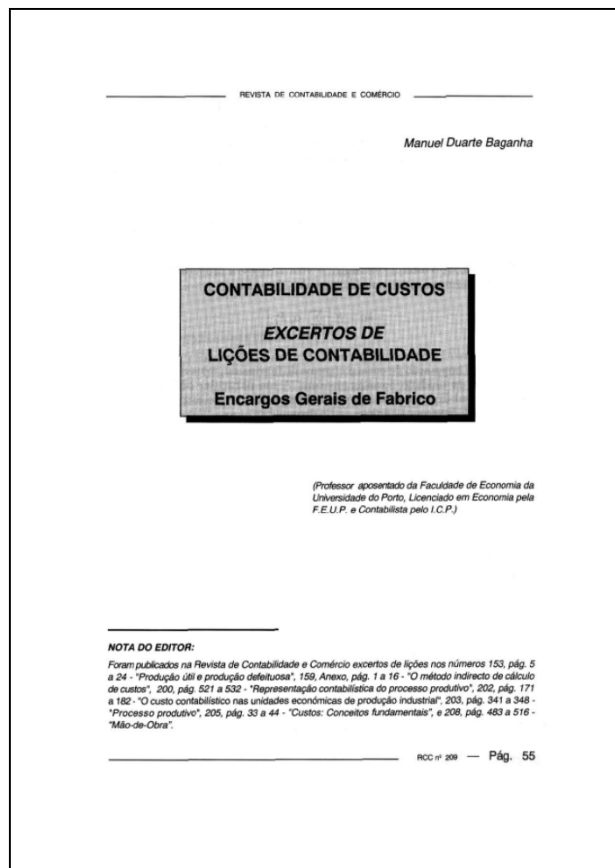 REVISTA DE CONTABILIDADE E COMÉRCIO
Manuel Duarte Baganha
CONTABILIDADE DE CUSTOS
EXCERTOS DE
LIÇÕES DE CONTABILIDADE
Encargos Gerais de Fabrico
(Professor aposentado da Faculdade de Economia da
Universidade do Porto, Licenciado em Economia pela
F.E.U.P. e Contabilista pelo I.C.P.)
NOTA DO EDITOR:
Foram publicados na Revista de Contabilidade e Comércio excertos de lições nos números 153, pág. 5
a 24 - "Produção útil e produção defeituosa", 159, Anexo, pág. 1 a 16 - "O método indirecto de cálculo
de custos", 200, pág. 521 a 532 - "Representação contabilística do processo produtivo", 202, pág. 171
a 182 - "O custo contabilístico nas unidades económicas de produção industrial", 203, pág. 341 a 348 -
"Processo produtivo", 205, pág. 33 a 44 - "Custos: Conceitos fundamentais", e 208, pág. 483 a 516 -
"Mão-de-Obra".
RCC nº 209 — Pág. 55